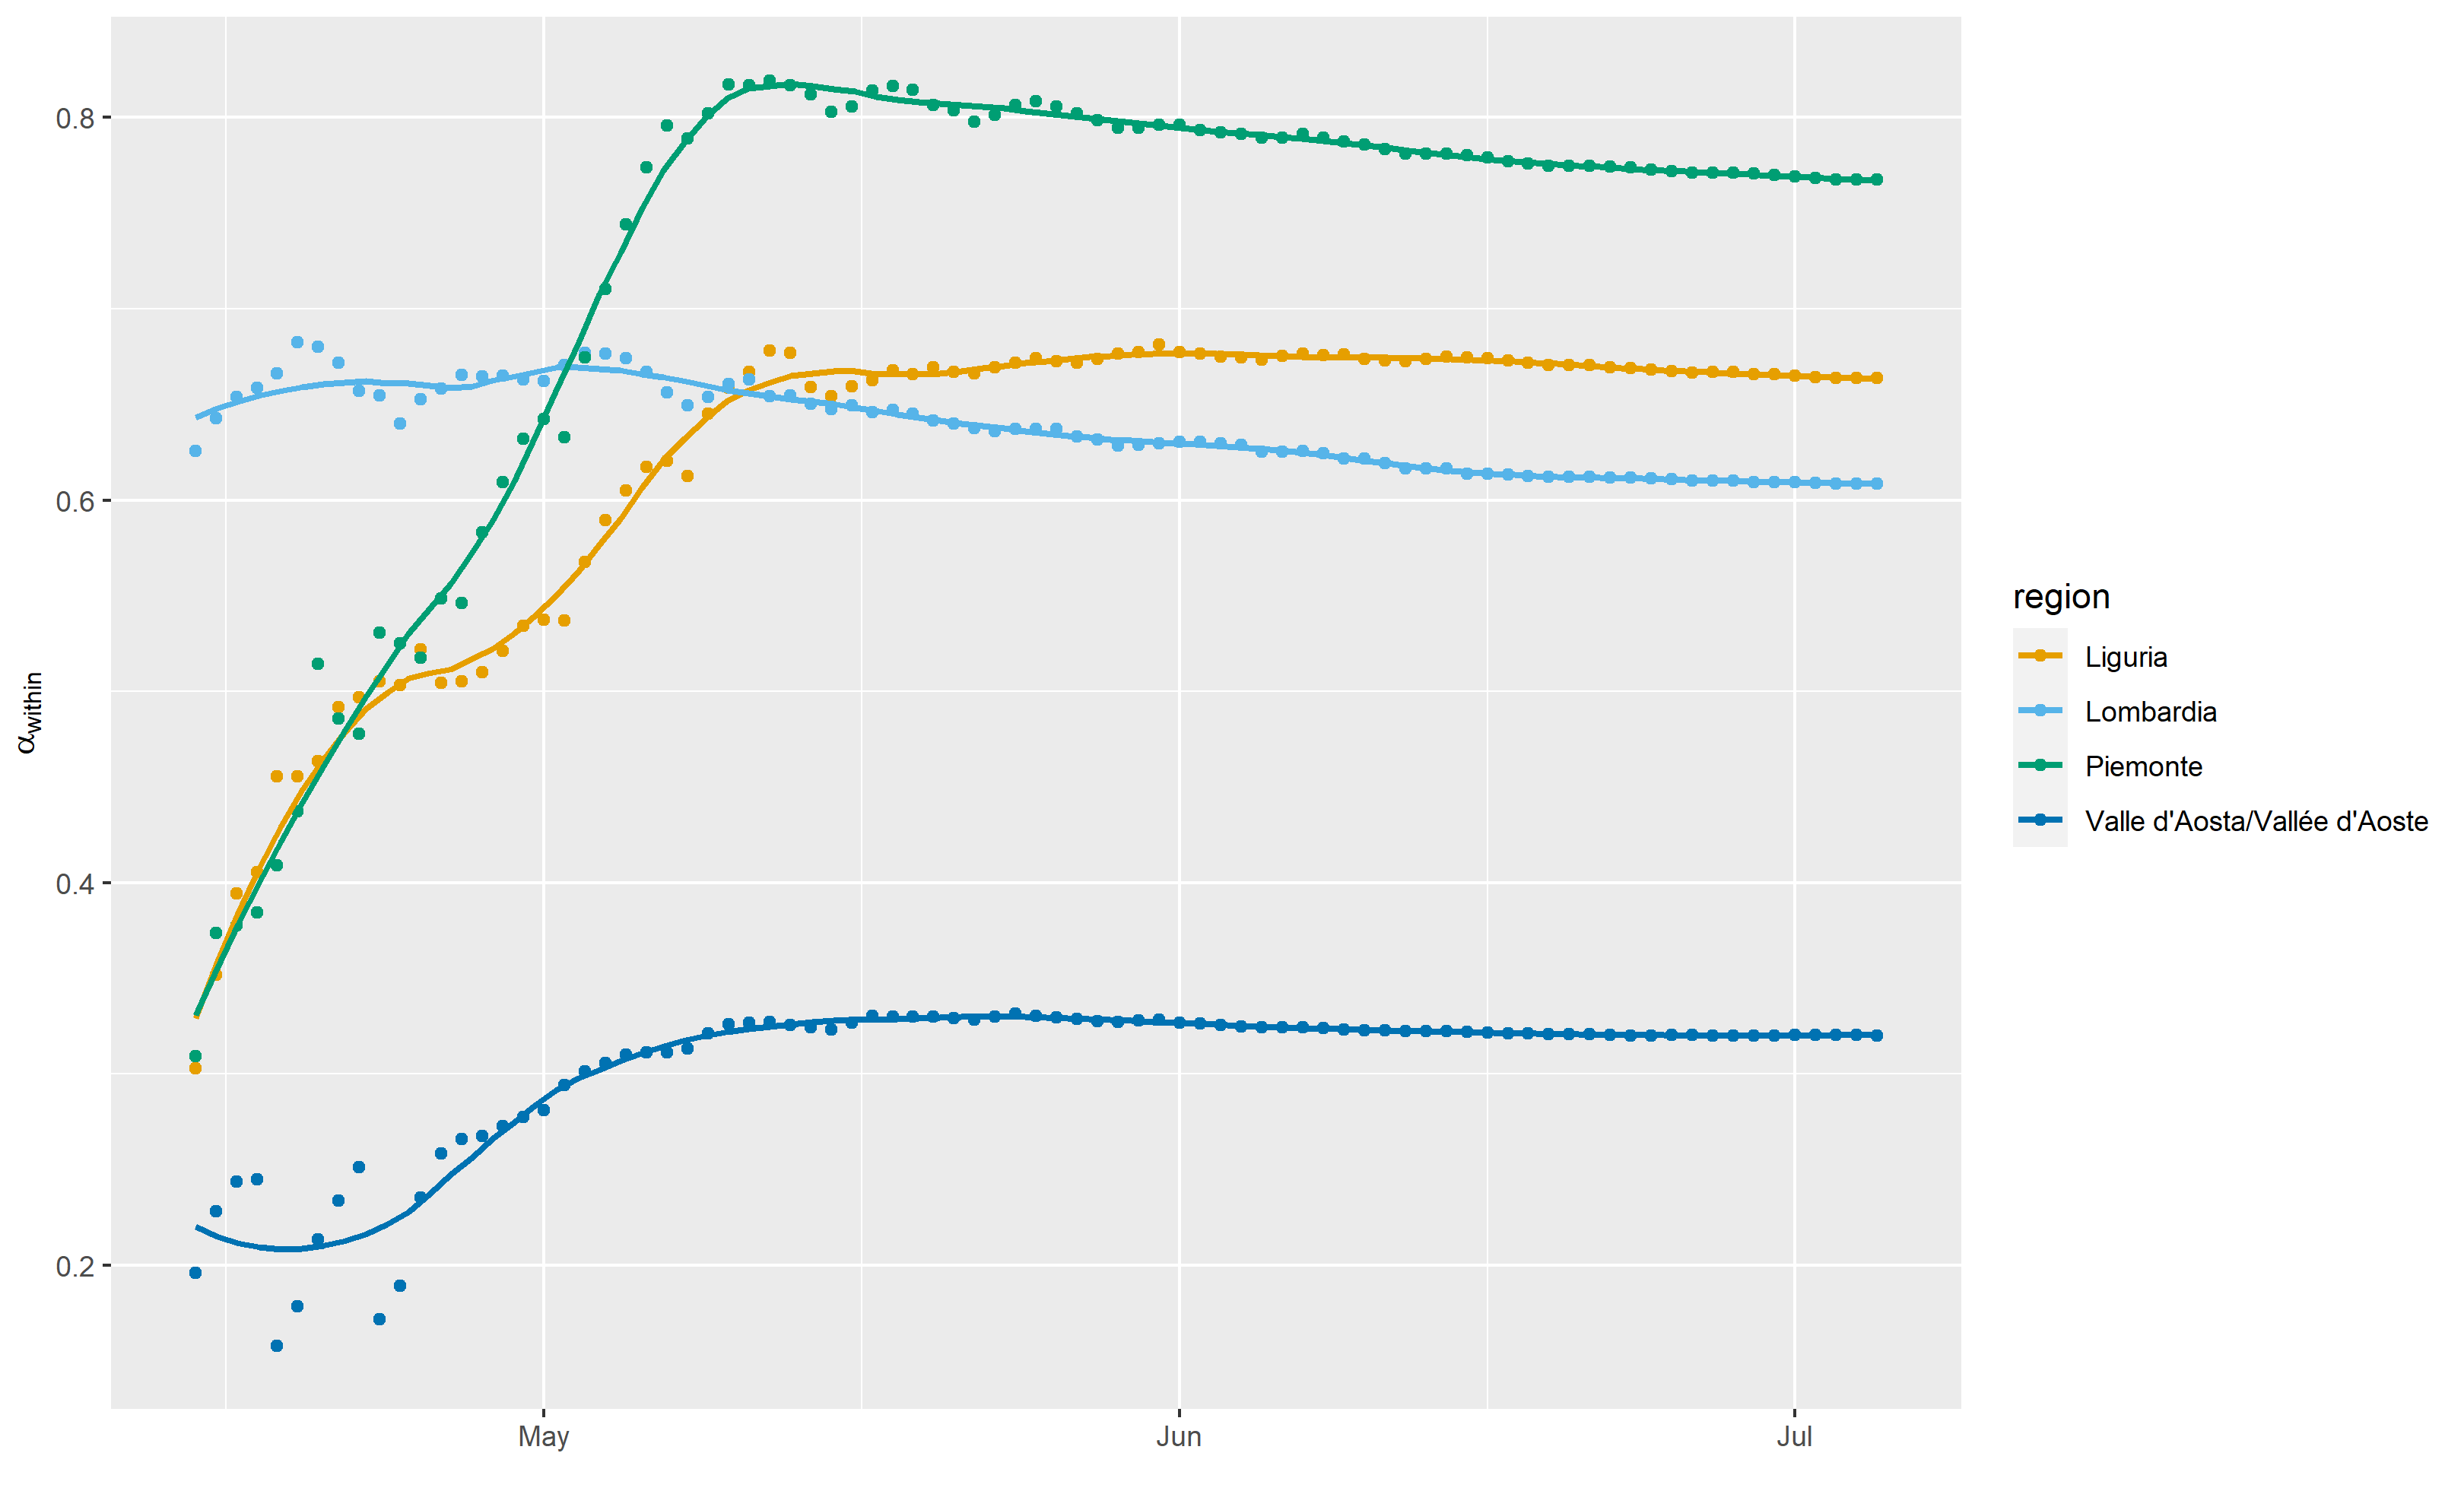 0.8
0.6
0.4
0.2
αwithin
May
Jun
Jul
region
Liguria
Lombardia
Piemonte
Valle d'Aosta/Vallée d'Aoste